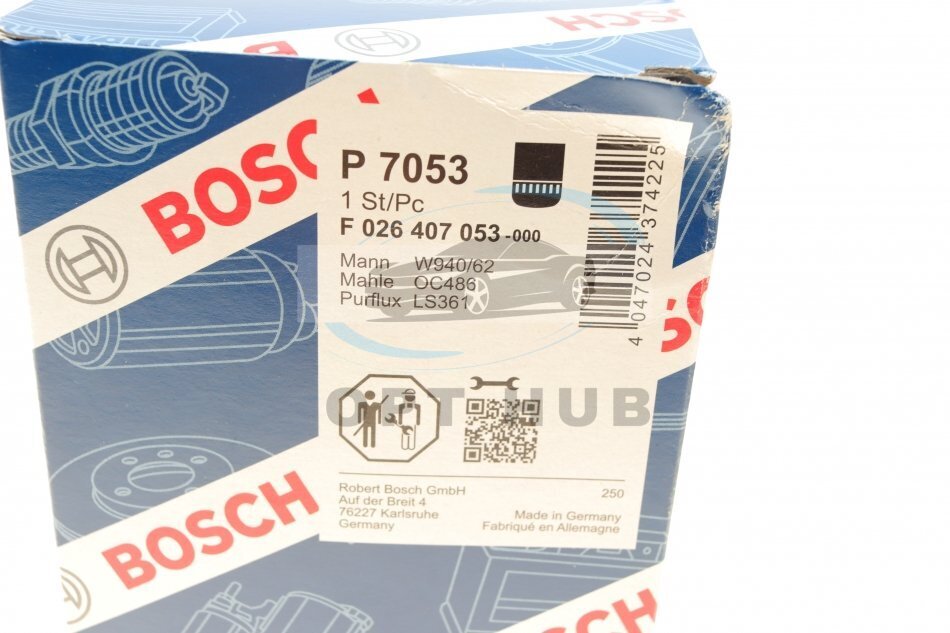 BOSCH
BOSCH
P 7053
1 St/Pc
F 026 407 053-000
Mann W940/62
Mahle OC486
Purflux LS361
4 047024 374225
OPT HUB
Robert Bosch GmbH
Auf der Breit 4
76227 Karlsruhe
Germany
250
Made in Germany
Fabriqué en Allemagne
BOSCH
BOSCH